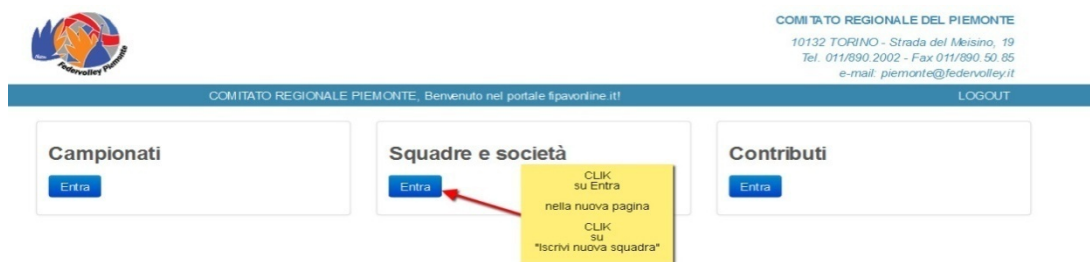 Federvolley Piemonte
COMITATO REGIONALE DEL PIEMONTE
10132 TORINO - Strada del Meisino, 19
Tel. 011/890.2002 - Fax 011/890.50.85
e-mail: piemonte@federvolley.it
COMITATO REGIONALE PIEMONTE, Benvenuto nel portale fipavonline.it!
LOGOUT
Campionati
Entra
Squadre e società
Entra
CLIK
su Entra
nella nuova pagina
CLIK
su
"Iscrivi nuova squadra"
Contributi
Entra